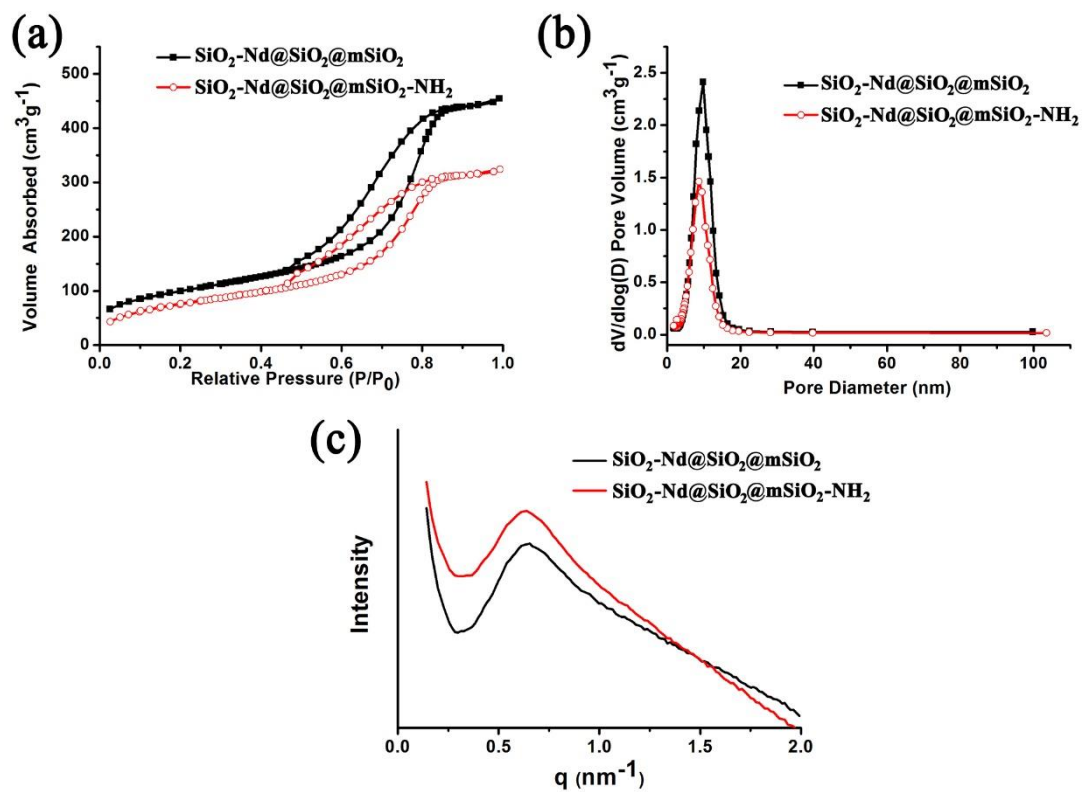 (a)
SiO₂-Nd@SiO₂@mSiO₂
SiO₂-Nd@SiO₂@mSiO₂-NH₂
Volume Absorbed (cm³g⁻¹)
500
400
300
200
100
0
0.0 0.2 0.4 0.6 0.8 1.0
Relative Pressure (P/P₀)
(b)
SiO₂-Nd@SiO₂@mSiO₂
SiO₂-Nd@SiO₂@mSiO₂-NH₂
dV/dlog(D) Pore Volume (cm³g⁻¹)
2.5
2.0
1.5
1.0
0.5
0.0
0 20 40 60 80 100
Pore Diameter (nm)
(c)
SiO₂-Nd@SiO₂@mSiO₂
SiO₂-Nd@SiO₂@mSiO₂-NH₂
Intensity
0.0 0.5 1.0 1.5 2.0
q (nm⁻¹)